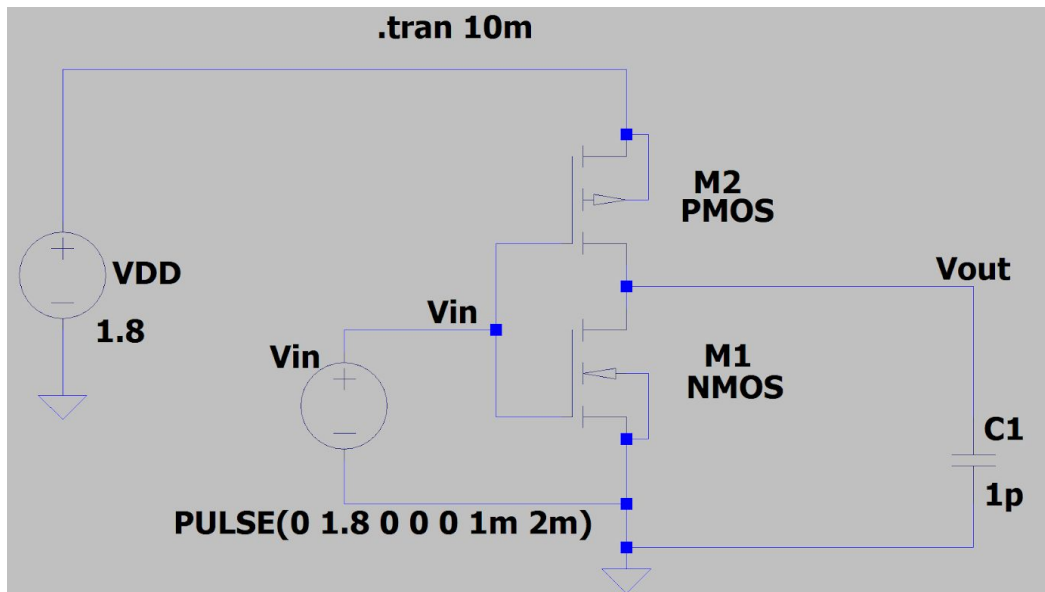 .tran 10m
M2
PMOS
VDD
1.8
Vin
Vin
Vout
M1
NMOS
C1
1p
PULSE(0 1.8 0 0 0 1m 2m)